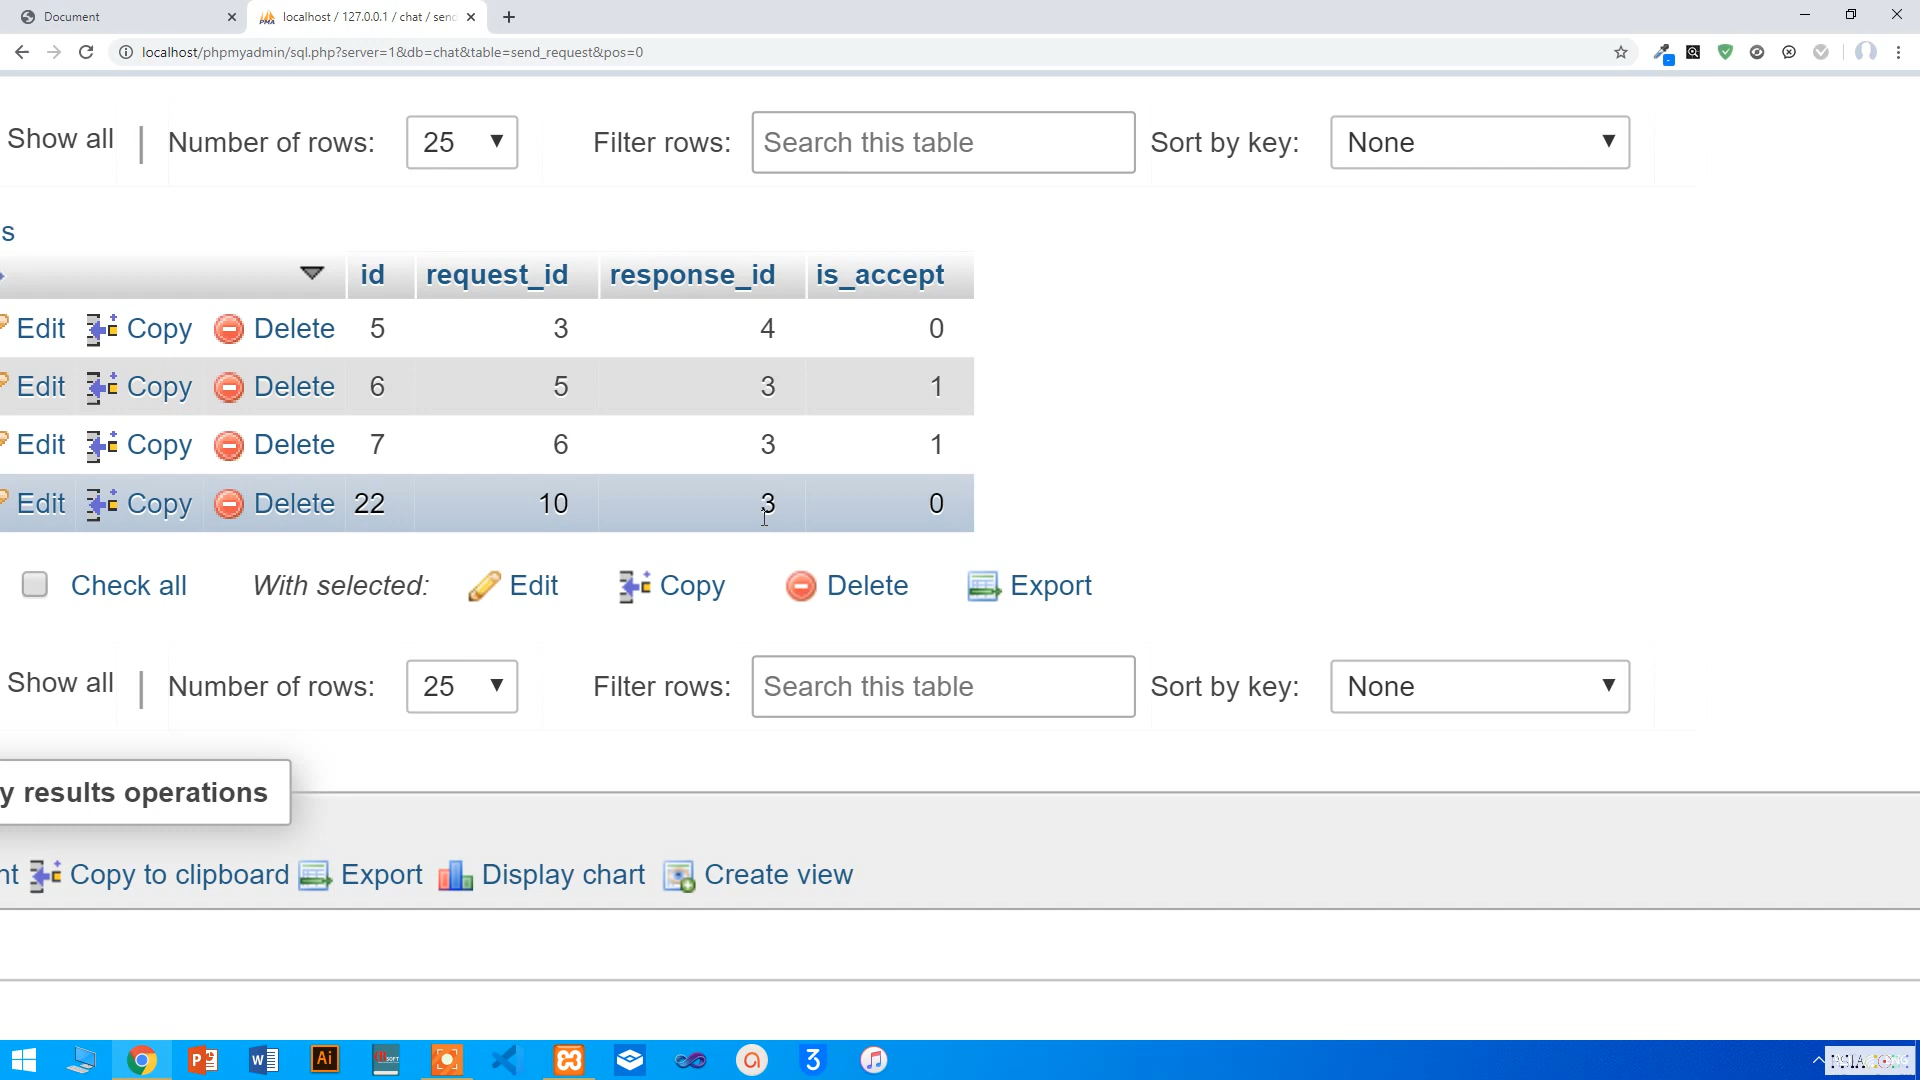 Document
localhost / 127.0.0.1 / chat / send
localhost/phpmyadmin/sql.php?server=1&db=chat&table=send_request&pos=0
Show all | Number of rows: 25 Filter rows: Search this table Sort by key: None
s
id request_id response_id is_accept
Edit Copy Delete 5 3 4 0
Edit Copy Delete 6 5 3 1
Edit Copy Delete 7 6 3 1
Edit Copy Delete 22 10 3 0
Check all With selected: Edit Copy Delete Export
Show all | Number of rows: 25 Filter rows: Search this table Sort by key: None
y results operations
nt Copy to clipboard Export Display chart Create view